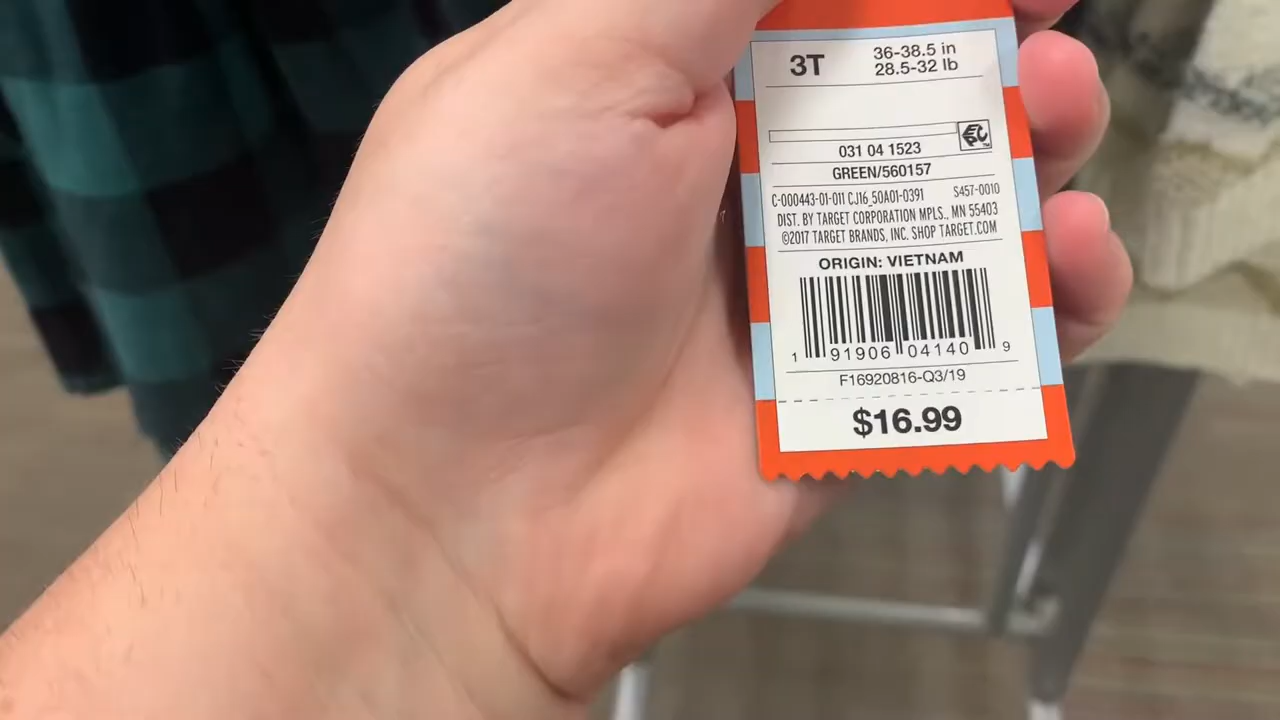 3T
36-38.5 in
28.5-32 lb
EPC TM
031 04 1523
GREEN/560157
C-000443-01-011 CJ16_50A01-0391 S457-0010
DIST. BY TARGET CORPORATION MPLS., MN 55403
©2017 TARGET BRANDS, INC. SHOP TARGET.COM
ORIGIN: VIETNAM
1 91906 04140 9
F16920816-Q3/19
$16.99